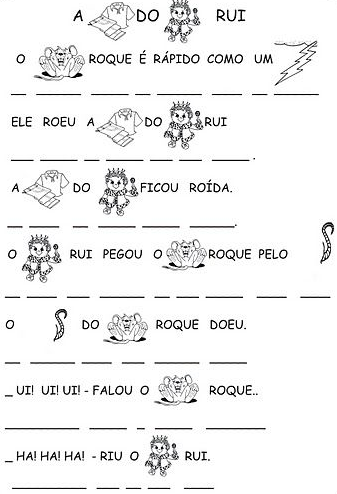 A DO RUI
O ROQUE É RÁPIDO COMO UM
ELE ROEU A DO RUI
A DO FICOU ROÍDA.
O RUI PEGOU O ROQUE PELO
O DO ROQUE DOEU.
_ UI! UI! UI! - FALOU O ROQUE..
_ HA! HA! HA! - RIU O RUI.